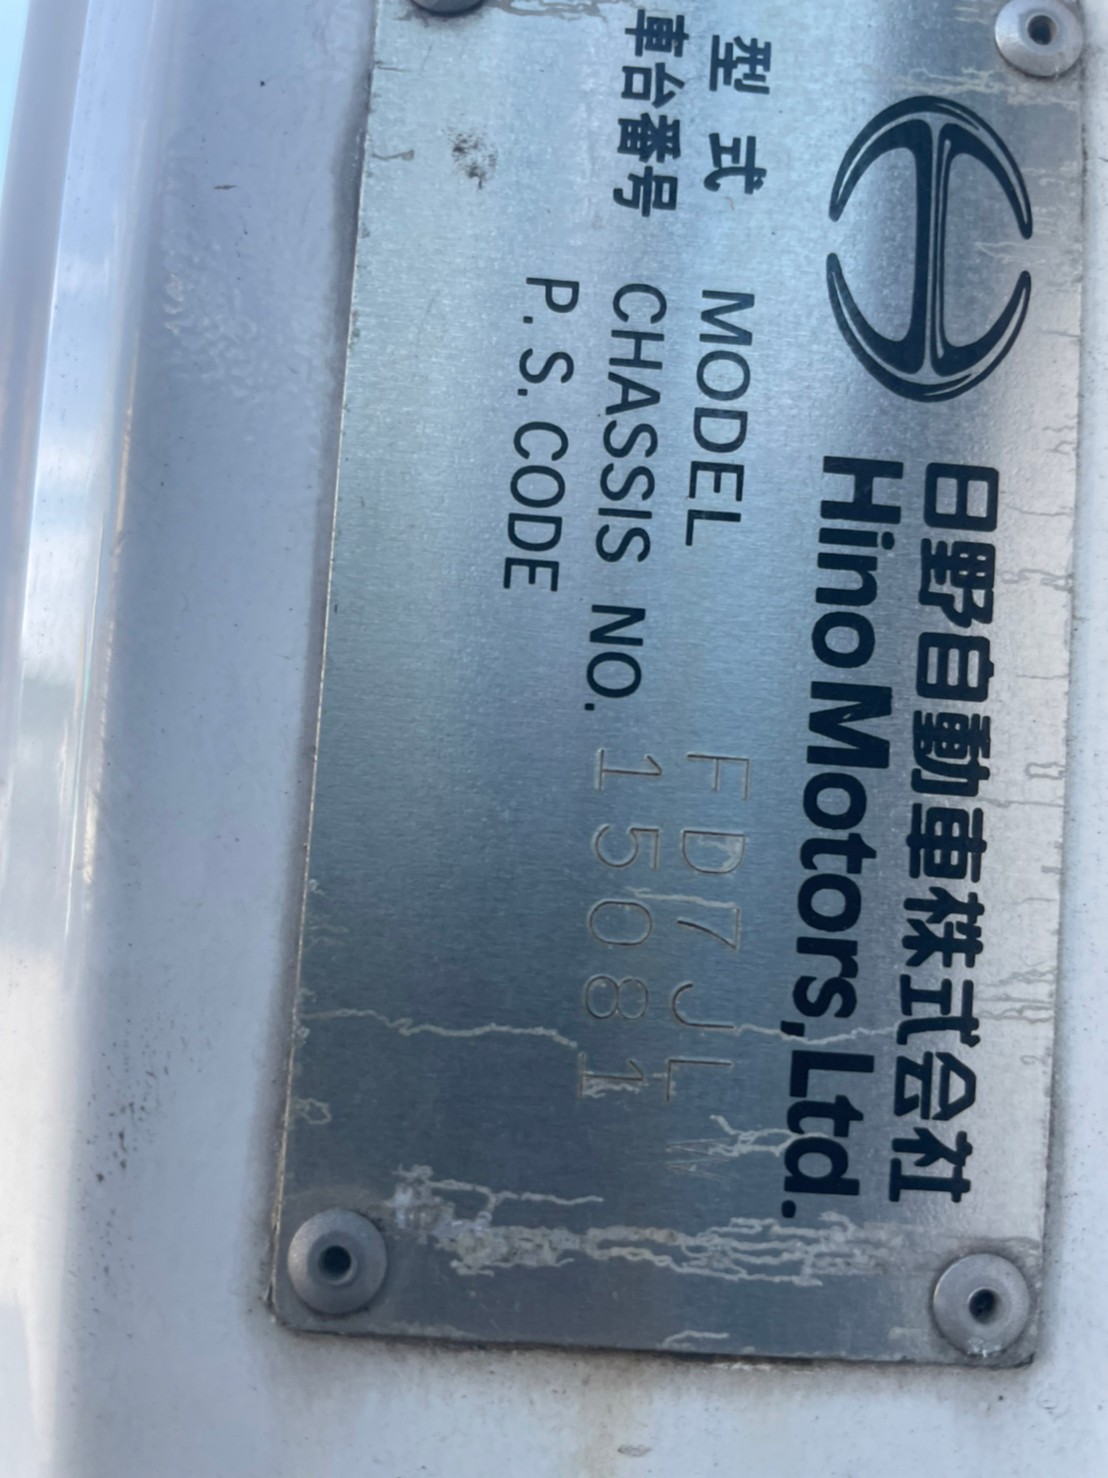 日野自動車株式会社
Hino Motors, Ltd.
型式 MODEL FD7JLW
車台番号 CHASSIS NO. 15081
P. S. CODE